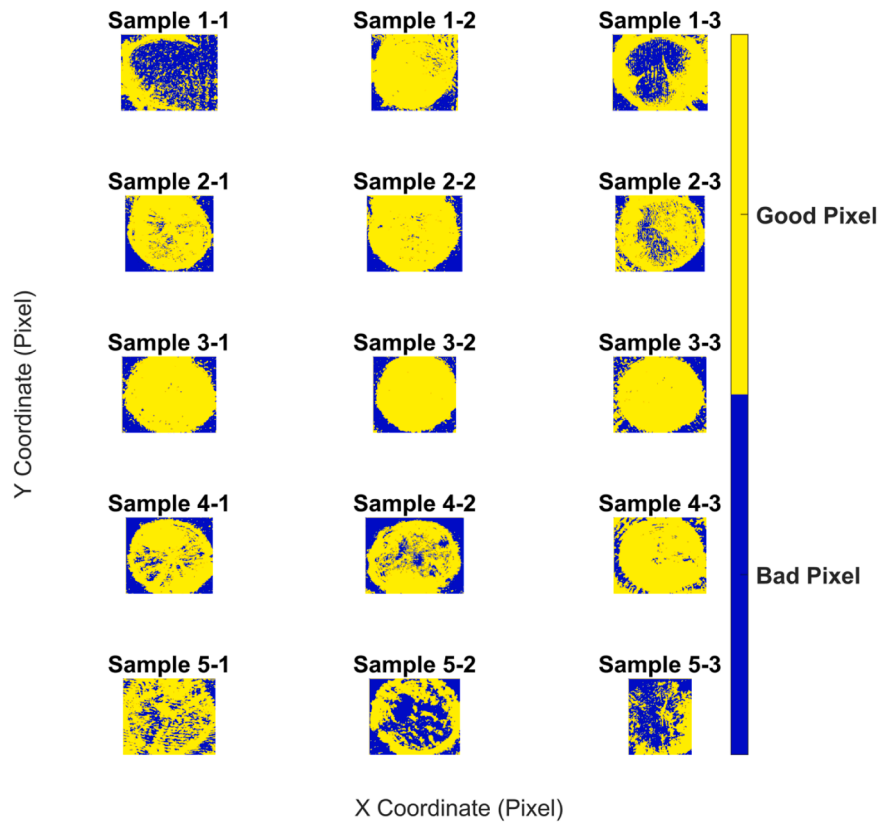 Sample 1-1
Sample 1-2
Sample 1-3
Sample 2-1
Sample 2-2
Sample 2-3
Good Pixel
Y Coordinate (Pixel)
Sample 3-1
Sample 3-2
Sample 3-3
Sample 4-1
Sample 4-2
Sample 4-3
Bad Pixel
Sample 5-1
Sample 5-2
Sample 5-3
X Coordinate (Pixel)